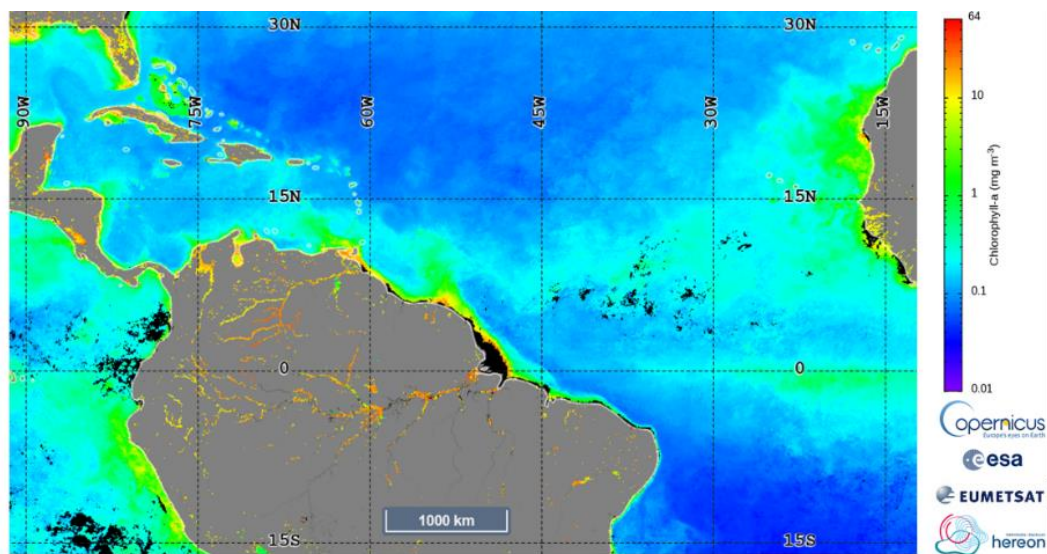 30N 30N
90W 75W 60W 45W 30W 15W
15N 15N
0 0
1000 km
15S 15S
64
10
1
0.1
0.01
Chlorophyll-a (mg m⁻³)
Copernicus
Europe's eyes on Earth
esa
EUMETSAT
hereon